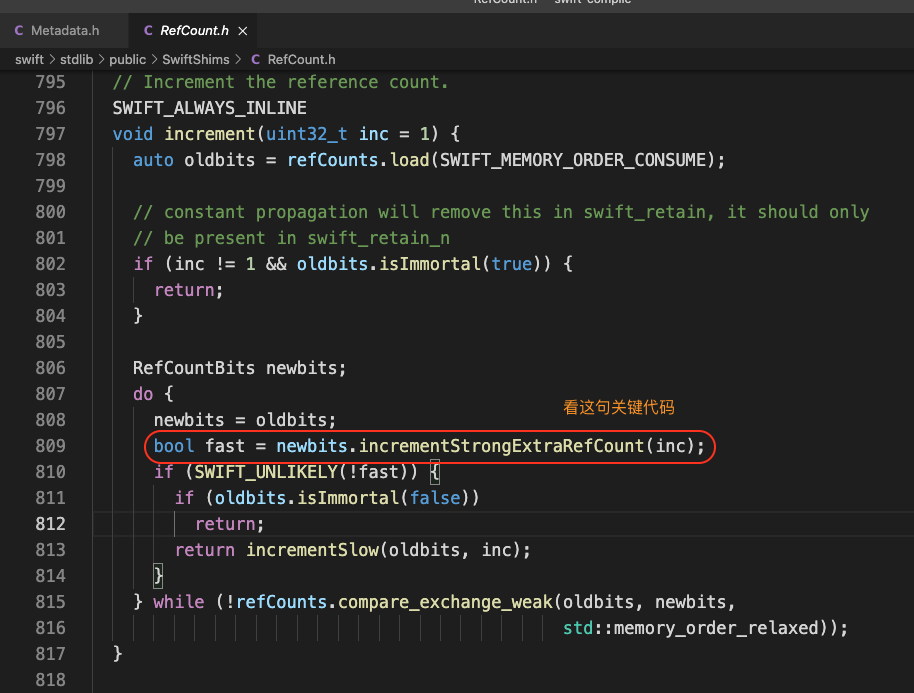 RefCount.h — swift-compile
C Metadata.h C RefCount.h ×
swift > stdlib > public > SwiftShims > C RefCount.h
795 // Increment the reference count.
796 SWIFT_ALWAYS_INLINE
797 void increment(uint32_t inc = 1) {
798 auto oldbits = refCounts.load(SWIFT_MEMORY_ORDER_CONSUME);
799
800 // constant propagation will remove this in swift_retain, it should only
801 // be present in swift_retain_n
802 if (inc != 1 && oldbits.isImmortal(true)) {
803 return;
804 }
805
806 RefCountBits newbits;
807 do {
看这句关键代码
808 newbits = oldbits;
809 bool fast = newbits.incrementStrongExtraRefCount(inc);
810 if (SWIFT_UNLIKELY(!fast)) {
811 if (oldbits.isImmortal(false))
812 return;
813 return incrementSlow(oldbits, inc);
814 }
815 } while (!refCounts.compare_exchange_weak(oldbits, newbits,
816 std::memory_order_relaxed));
817 }
818